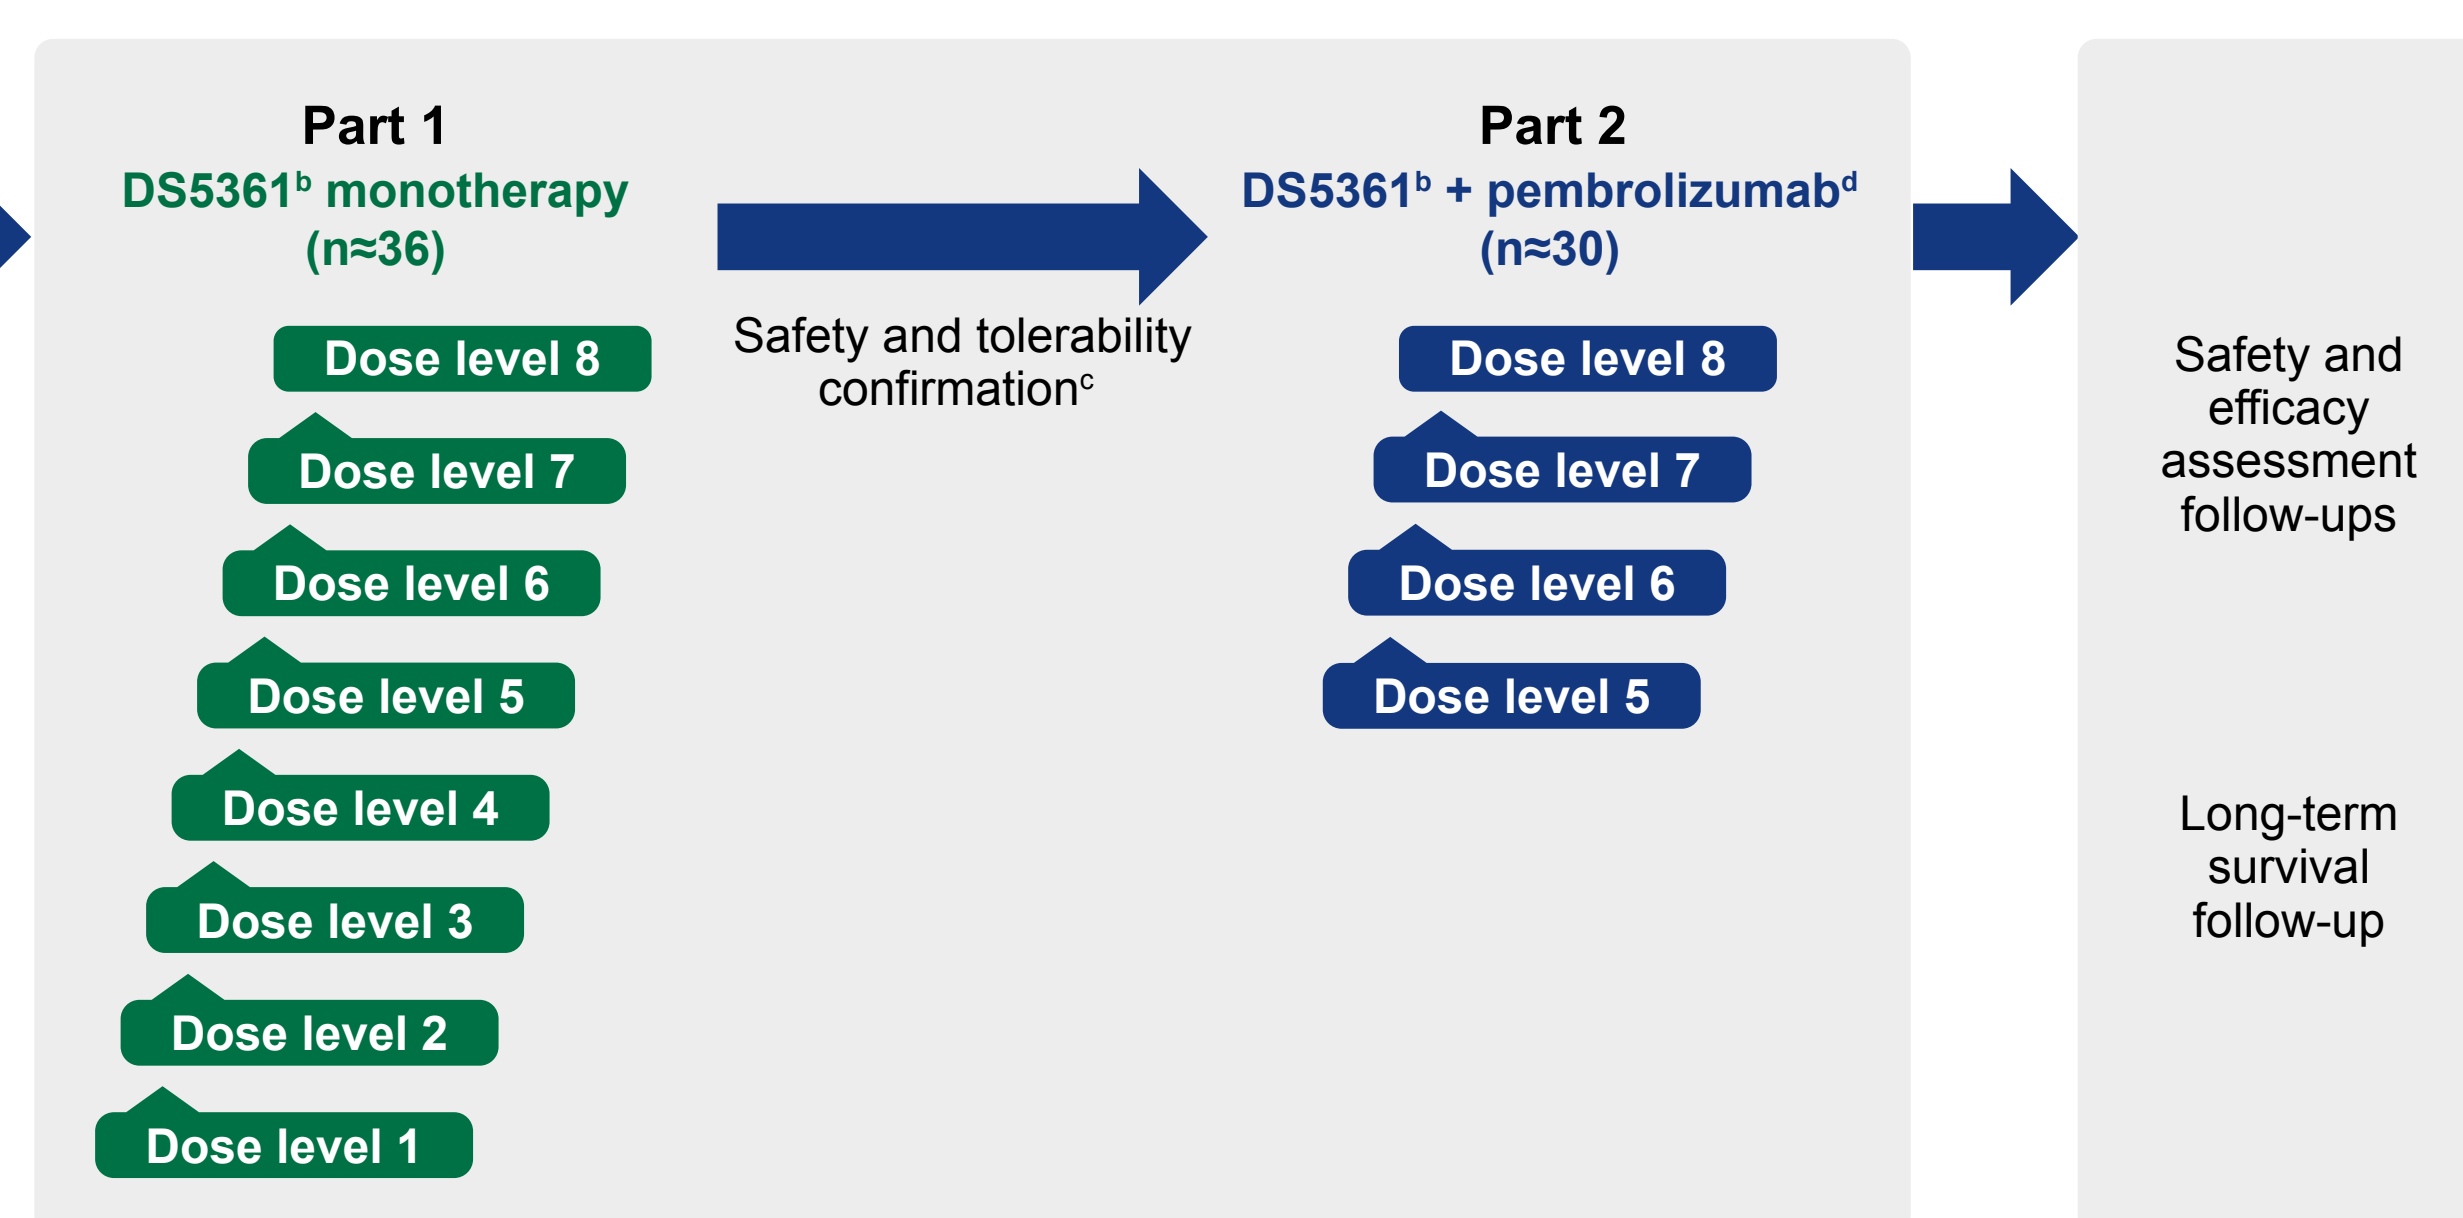 Part 1
DS5361ᵇ monotherapy
(n≈36)
Dose level 8
Dose level 7
Dose level 6
Dose level 5
Dose level 4
Dose level 3
Dose level 2
Dose level 1
Safety and tolerability
confirmationᶜ
Part 2
DS5361ᵇ + pembrolizumabᵈ
(n≈30)
Dose level 8
Dose level 7
Dose level 6
Dose level 5
Safety and
efficacy
assessment
follow-ups
Long-term
survival
follow-up